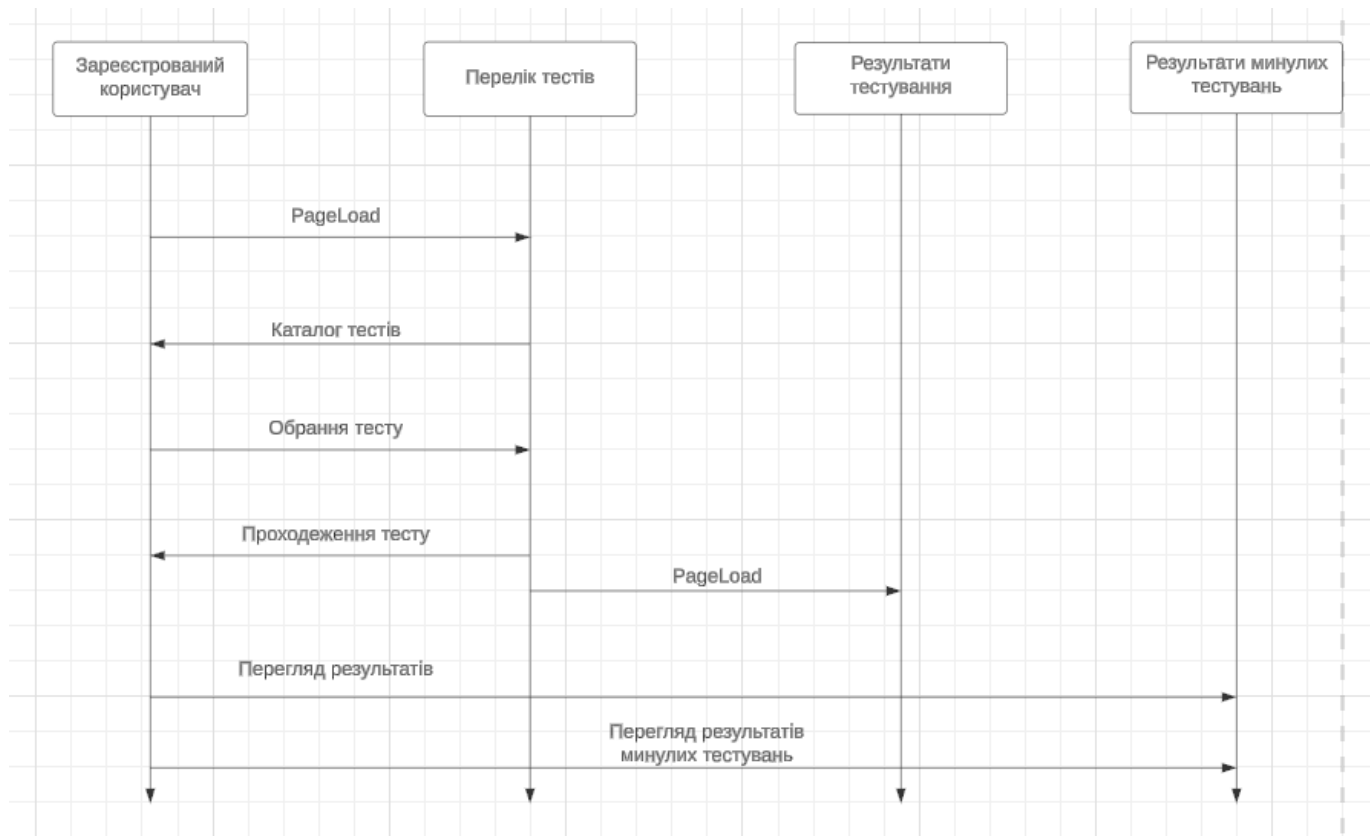 Зареєстрований
користувач
Перелік тестів
Результати
тестування
Результати минулих
тестувань
PageLoad
Каталог тестів
Обрання тесту
Проходеження тесту
PageLoad
Перегляд результатів
Перегляд результатів
минулих тестувань